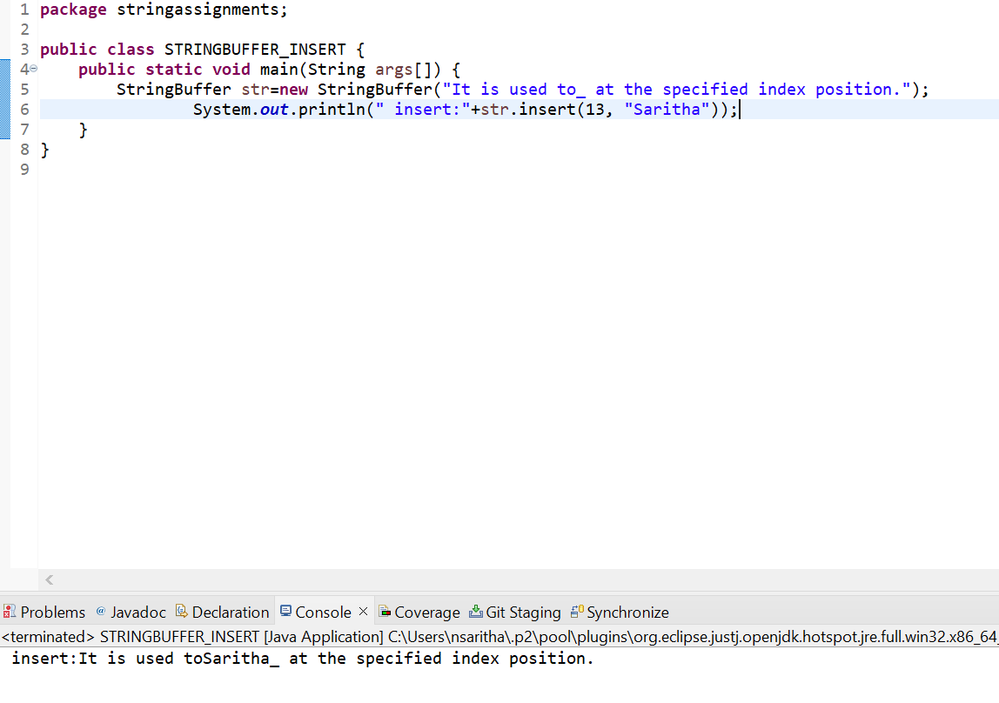 1 package stringassignments;
2
3 public class STRINGBUFFER_INSERT {
4 public static void main(String args[]) {
5 StringBuffer str=new StringBuffer("It is used to_ at the specified index position.");
6 System.out.println(" insert:"+str.insert(13, "Saritha"));
7 }
8 }
9
Problems @ Javadoc Declaration Console × Coverage Git Staging Synchronize
<terminated> STRINGBUFFER_INSERT [Java Application] C:\Users\nsaritha\.p2\pool\plugins\org.eclipse.justj.openjdk.hotspot.jre.full.win32.x86_64_
insert:It is used toSaritha_ at the specified index position.